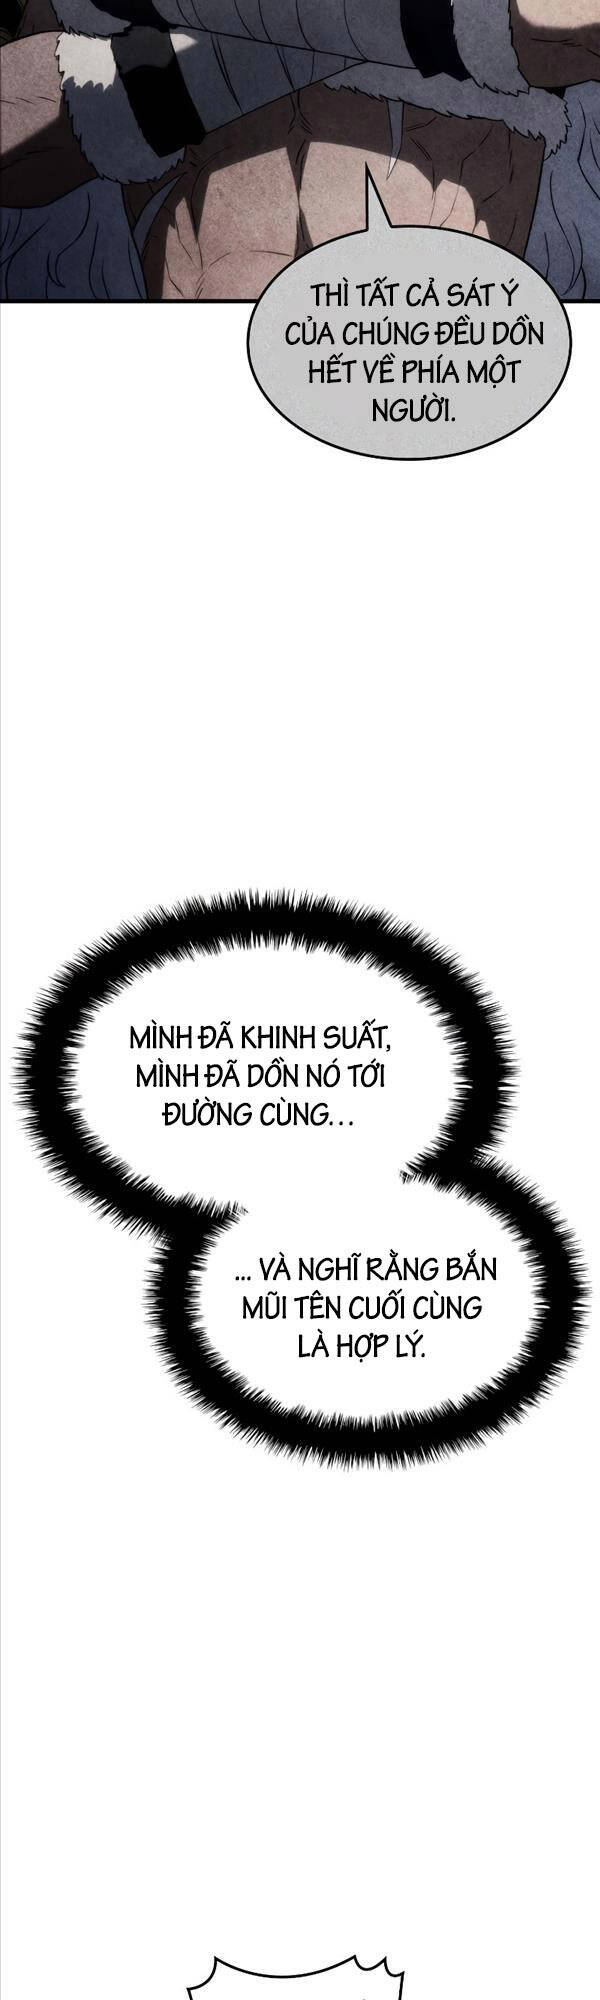 THÌ TẤT CẢ SÁT Ý
CỦA CHÚNG ĐỀU DỒN
HẾT VỀ PHÍA MỘT
NGƯỜI.
MÌNH ĐÃ KHINH SUẤT,
MÌNH ĐÃ DỒN NÓ TỚI
ĐƯỜNG CÙNG...
... VÀ NGHĨ RẰNG BẮN
MŨI TÊN CUỐI CÙNG
LÀ HỢP LÝ.